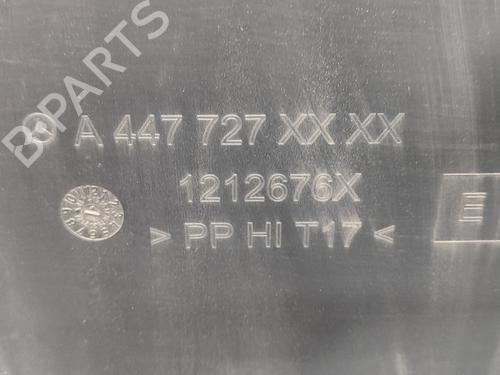 B-PARTS
A 447 727 XX XX
1212676X
E
> PP HI T17 <